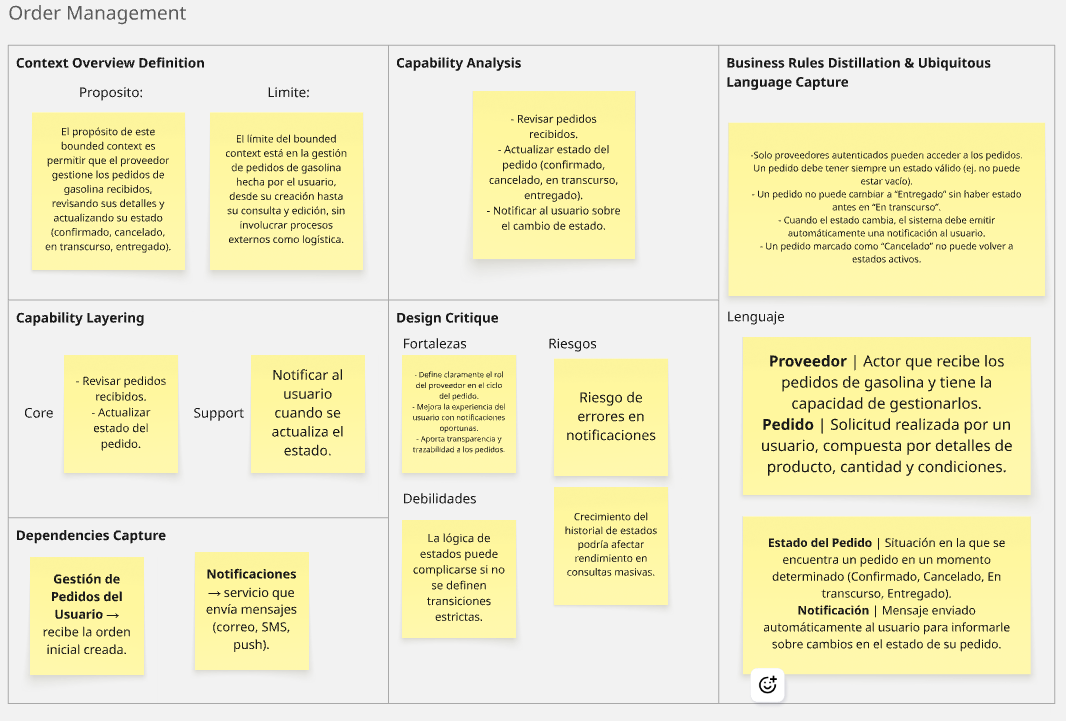 Order Management
Context Overview Definition
Proposito:
Limite:
El propósito de este
bounded context es
permitir que el proveedor
gestione los pedidos de
gasolina recibidos,
revisando sus detalles y
actualizando su estado
(confirmado, cancelado,
en transcurso, entregado).
El límite del bounded
context está en la gestión
de pedidos de gasolina
hecha por el usuario,
desde su creación hasta
su consulta y edición, sin
involucrar procesos
externos como logística.
Capability Analysis
- Revisar pedidos
recibidos.
- Actualizar estado del
pedido (confirmado,
cancelado, en transcurso,
entregado).
- Notificar al usuario sobre
el cambio de estado.
Business Rules Distillation & Ubiquitous
Language Capture
-Solo proveedores autenticados pueden acceder a los pedidos.
Un pedido debe tener siempre un estado válido (ej. no puede
estar vacío).
- Un pedido no puede cambiar a “Entregado” sin haber estado
antes en “En transcurso”.
- Cuando el estado cambia, el sistema debe emitir
automáticamente una notificación al usuario.
- Un pedido marcado como “Cancelado” no puede volver a
estados activos.
Lenguaje
Proveedor | Actor que recibe los
pedidos de gasolina y tiene la
capacidad de gestionarlos.
Pedido | Solicitud realizada por un
usuario, compuesta por detalles de
producto, cantidad y condiciones.
Estado del Pedido | Situación en la que se
encuentra un pedido en un momento
determinado (Confirmado, Cancelado, En
transcurso, Entregado).
Notificación | Mensaje enviado
automáticamente al usuario para informarle
sobre cambios en el estado de su pedido.
Capability Layering
Core
- Revisar pedidos
recibidos.
- Actualizar
estado del
pedido.
Support
Notificar al
usuario
cuando se
actualiza el
estado.
Design Critique
Fortalezas
- Define claramente el rol
del proveedor en el ciclo
del pedido.
- Mejora la experiencia del
usuario con notificaciones
oportunas.
- Aporta transparencia y
trazabilidad a los pedidos.
Riesgos
Riesgo de
errores en
notificaciones
Crecimiento del
historial de estados
podría afectar
rendimiento en
consultas masivas.
Debilidades
La lógica de
estados puede
complicarse si no
se definen
transiciones
estrictas.
Dependencies Capture
Gestión de
Pedidos del
Usuario →
recibe la orden
inicial creada.
Notificaciones
→ servicio que
envía mensajes
(correo, SMS,
push).